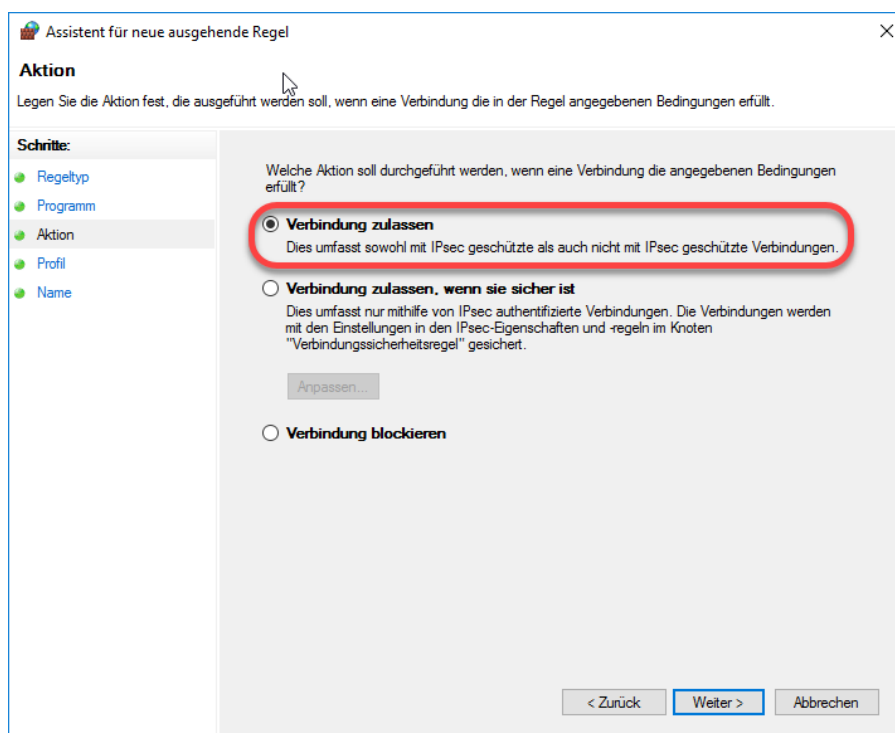 Assistent für neue ausgehende Regel
Aktion
Legen Sie die Aktion fest, die ausgeführt werden soll, wenn eine Verbindung die in der Regel angegebenen Bedingungen erfüllt.
Schritte:
Regeltyp
Programm
Aktion
Profil
Name
Welche Aktion soll durchgeführt werden, wenn eine Verbindung die angegebenen Bedingungen
erfüllt?
Verbindung zulassen
Dies umfasst sowohl mit IPsec geschützte als auch nicht mit IPsec geschützte Verbindungen.
Verbindung zulassen, wenn sie sicher ist
Dies umfasst nur mithilfe von IPsec authentifizierte Verbindungen. Die Verbindungen werden
mit den Einstellungen in den IPsec-Eigenschaften und -regeln im Knoten
"Verbindungssicherheitsregel" gesichert.
Anpassen...
Verbindung blockieren
< Zurück
Weiter >
Abbrechen